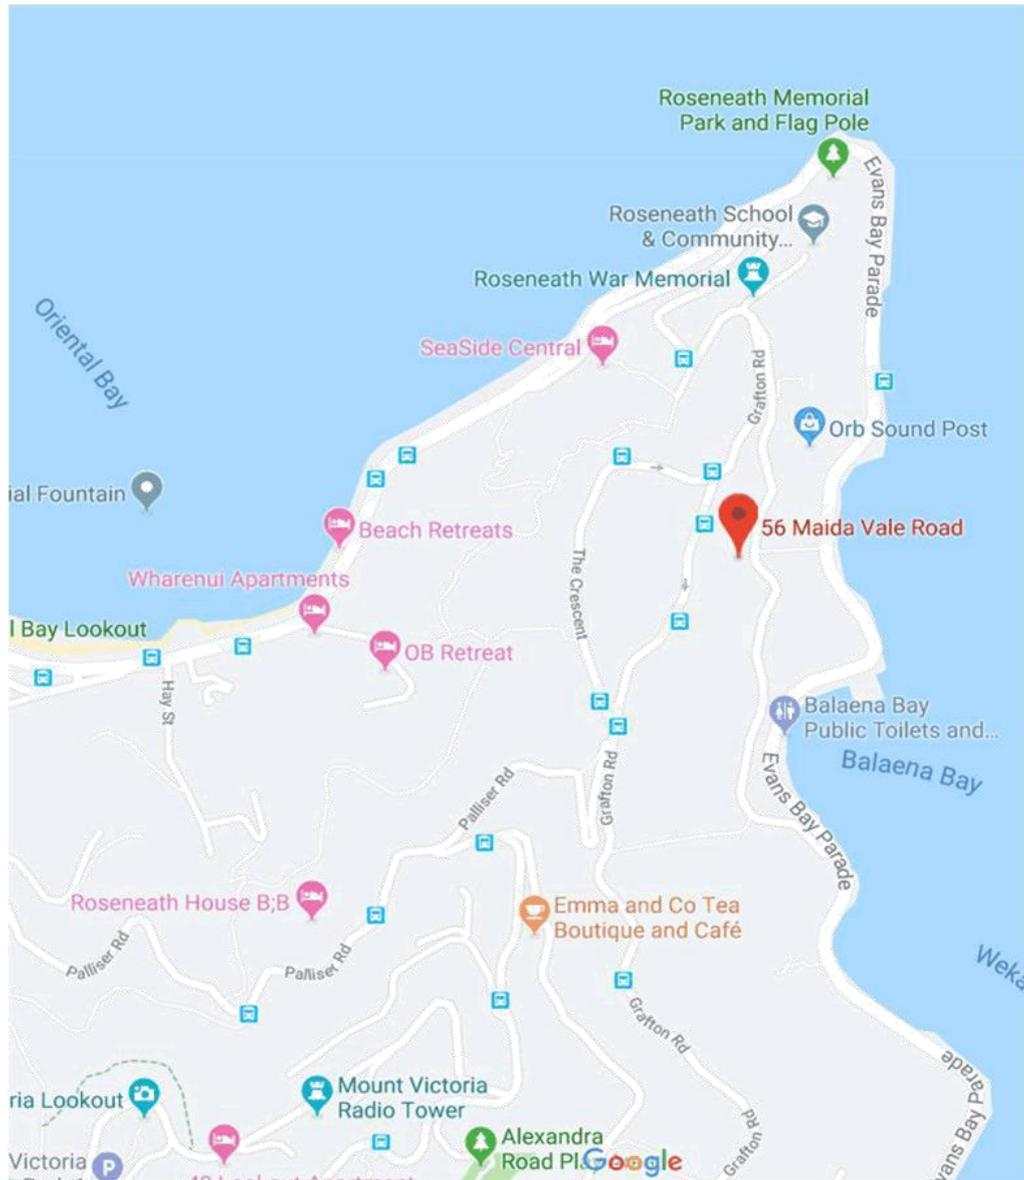 Roseneath Memorial
Park and Flag Pole
Evans Bay Parade
Roseneath School
& Community...
Roseneath War Memorial
Oriental Bay
SeaSide Central
Grafton Rd
Orb Sound Post
ial Fountain
Beach Retreats
56 Maida Vale Road
The Crescent
Wharenui Apartments
l Bay Lookout
OB Retreat
Hay St
Balaena Bay
Public Toilets and...
Balaena Bay
Evans Bay Parade
Palliser Rd
Grafton Rd
Roseneath House B;B
Emma and Co Tea
Boutique and Café
Palliser Rd
Palliser Rd
Weka
Grafton Rd
Evans Bay Parade
ria Lookout
Mount Victoria
Radio Tower
Grafton Rd
Alexandra
Road Pl
Google
Victoria
P